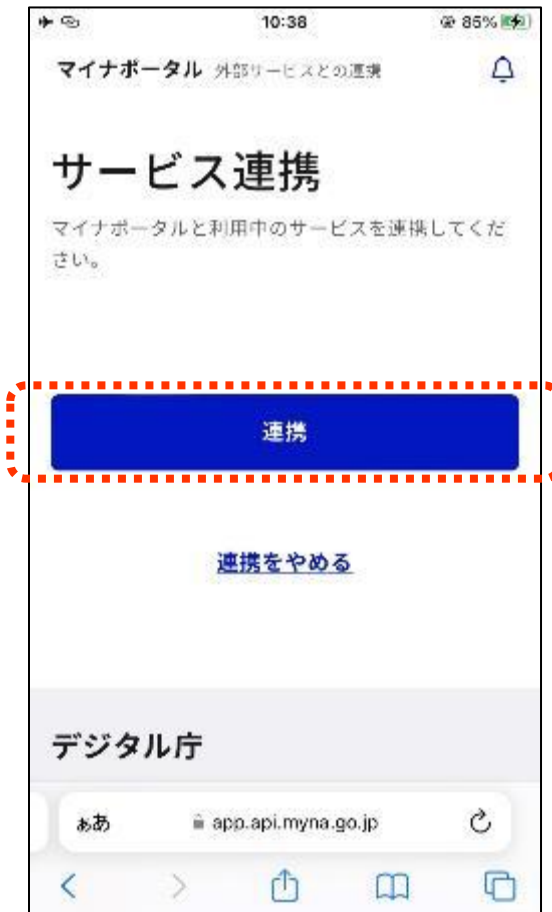 10:38
85%
マイナポータル 外部サービスとの連携
サービス連携
マイナポータルと利用中のサービスを連携してくだ
さい。
連携
連携をやめる
デジタル庁
ぁあ
app.api.myna.go.jp